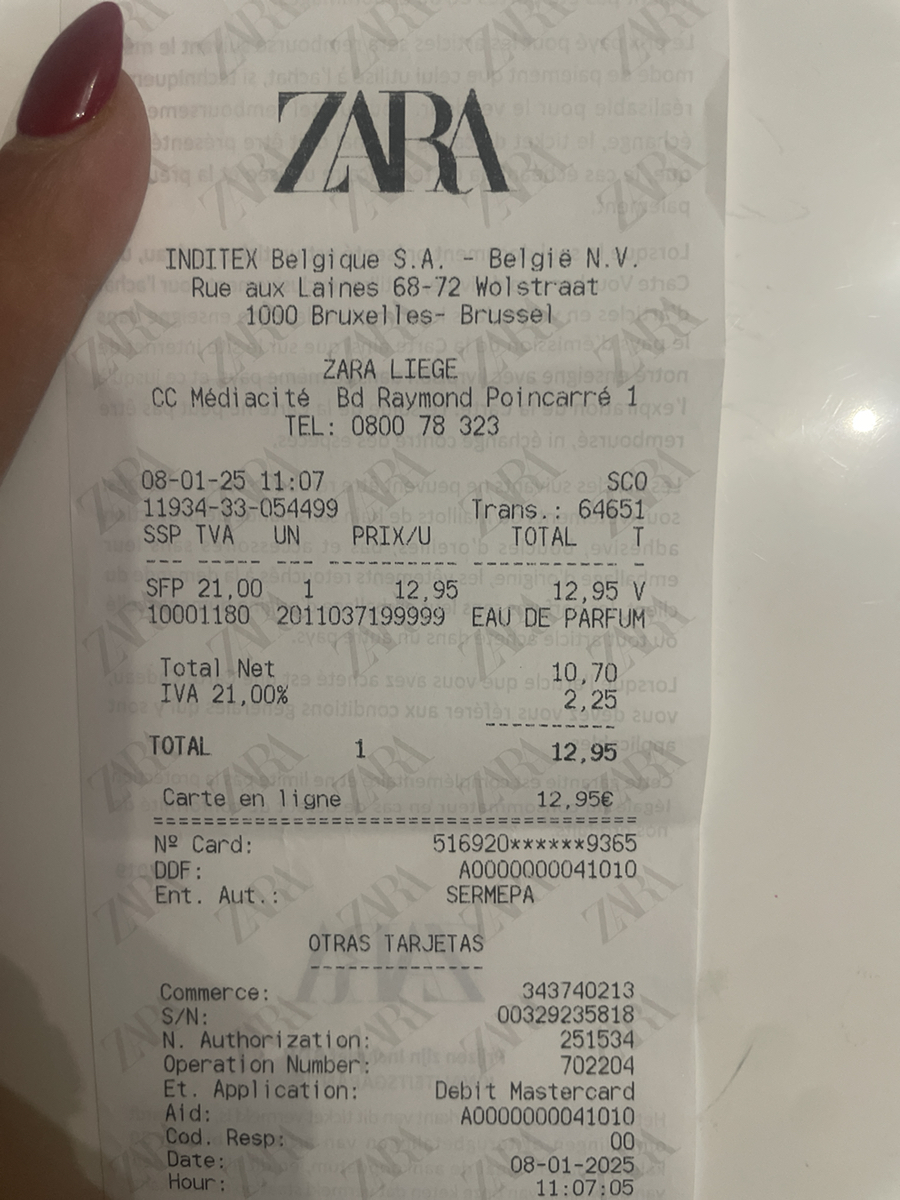 ZARA
INDITEX Belgique S.A. - België N.V.
Rue aux Laines 68-72 Wolstraat
1000 Bruxelles- Brussel
ZARA LIEGE
CC Médiacité Bd Raymond Poincarré 1
TEL: 0800 78 323
08-01-25 11:07 SCO
11934-33-054499 Trans.: 64651
SSP TVA UN PRIX/U TOTAL T
SFP 21,00 1 12,95 12,95 V
10001180 2011037199999 EAU DE PARFUM
Total Net 10,70
IVA 21,00% 2,25
TOTAL 1 12,95
Carte en ligne 12,95€
Nº Card: 516920******9365
DDF: A0000000041010
Ent. Aut.: SERMEPA
OTRAS TARJETAS
Commerce: 343740213
S/N: 00329235818
N. Authorization: 251534
Operation Number: 702204
Et. Application: Debit Mastercard
Aid: A0000000041010
Cod. Resp: 00
Date: 08-01-2025
Hour: 11:07:05